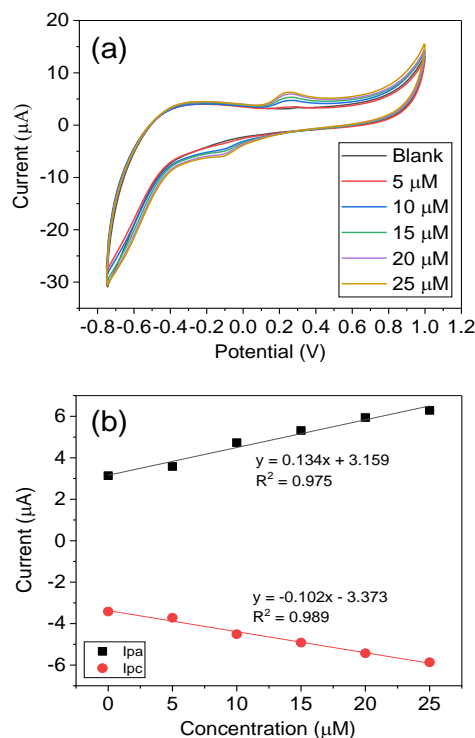 (a)
20
10
0
-10
-20
-30
Current (μA)
Blank
5 μM
10 μM
15 μM
20 μM
25 μM
-0.8 -0.6 -0.4 -0.2 0.0 0.2 0.4 0.6 0.8 1.0 1.2
Potential (V)
(b)
6
4
2
0
-2
-4
-6
Current (μA)
y = 0.134x + 3.159
R² = 0.975
y = -0.102x - 3.373
R² = 0.989
Ipa
Ipc
0 5 10 15 20 25
Concentration (μM)